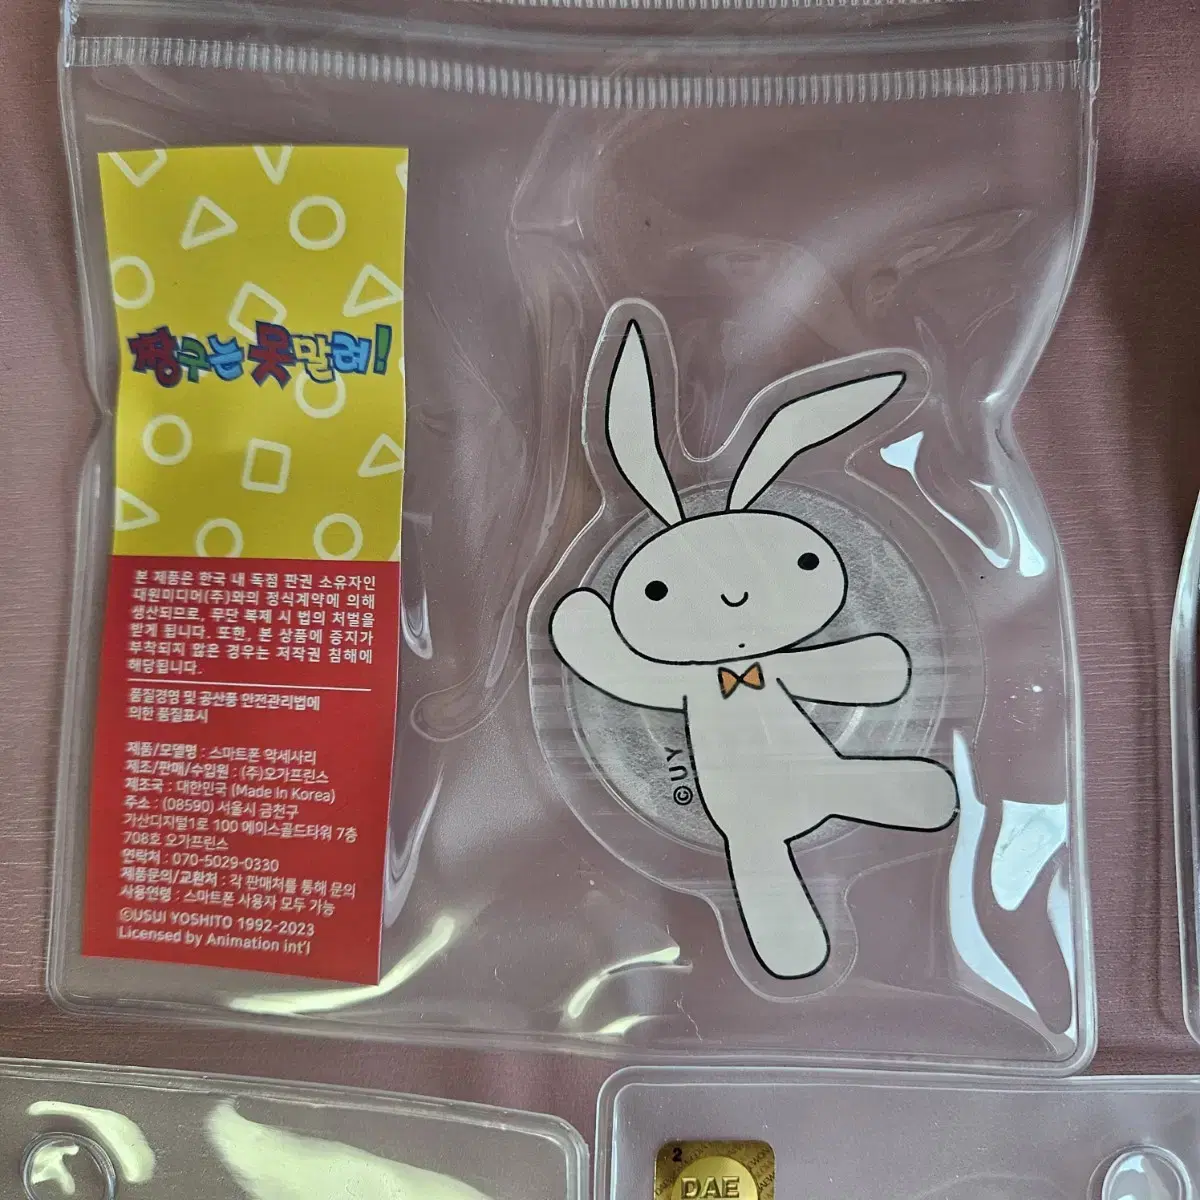 짱구는 못말려!
본 제품은 한국 내 독점 판권 소유자인
대원미디어(주)와의 정식계약에 의해
생산되므로, 무단 복제 시 법의 처벌을
받게 됩니다. 또한, 본 상품에 증지가
부착되지 않은 경우는 저작권 침해에
해당됩니다.
품질경영 및 공산품 안전관리법에
의한 품질표시
제품/모델명 : 스마트폰 악세사리
제조/판매/수입원 : (주)오가프린스
제조국 : 대한민국 (Made In Korea)
주소 : (08590) 서울시 금천구
가산디지털1로 100 에이스골드타워 7층
708호 오가프린스
연락처 : 070-5029-0330
제품문의/교환처 : 각 판매처를 통해 문의
사용연령 : 스마트폰 사용자 모두 가능
©USUI YOSHITO 1992-2023
Licensed by Animation int'l
©UY
2
DAE